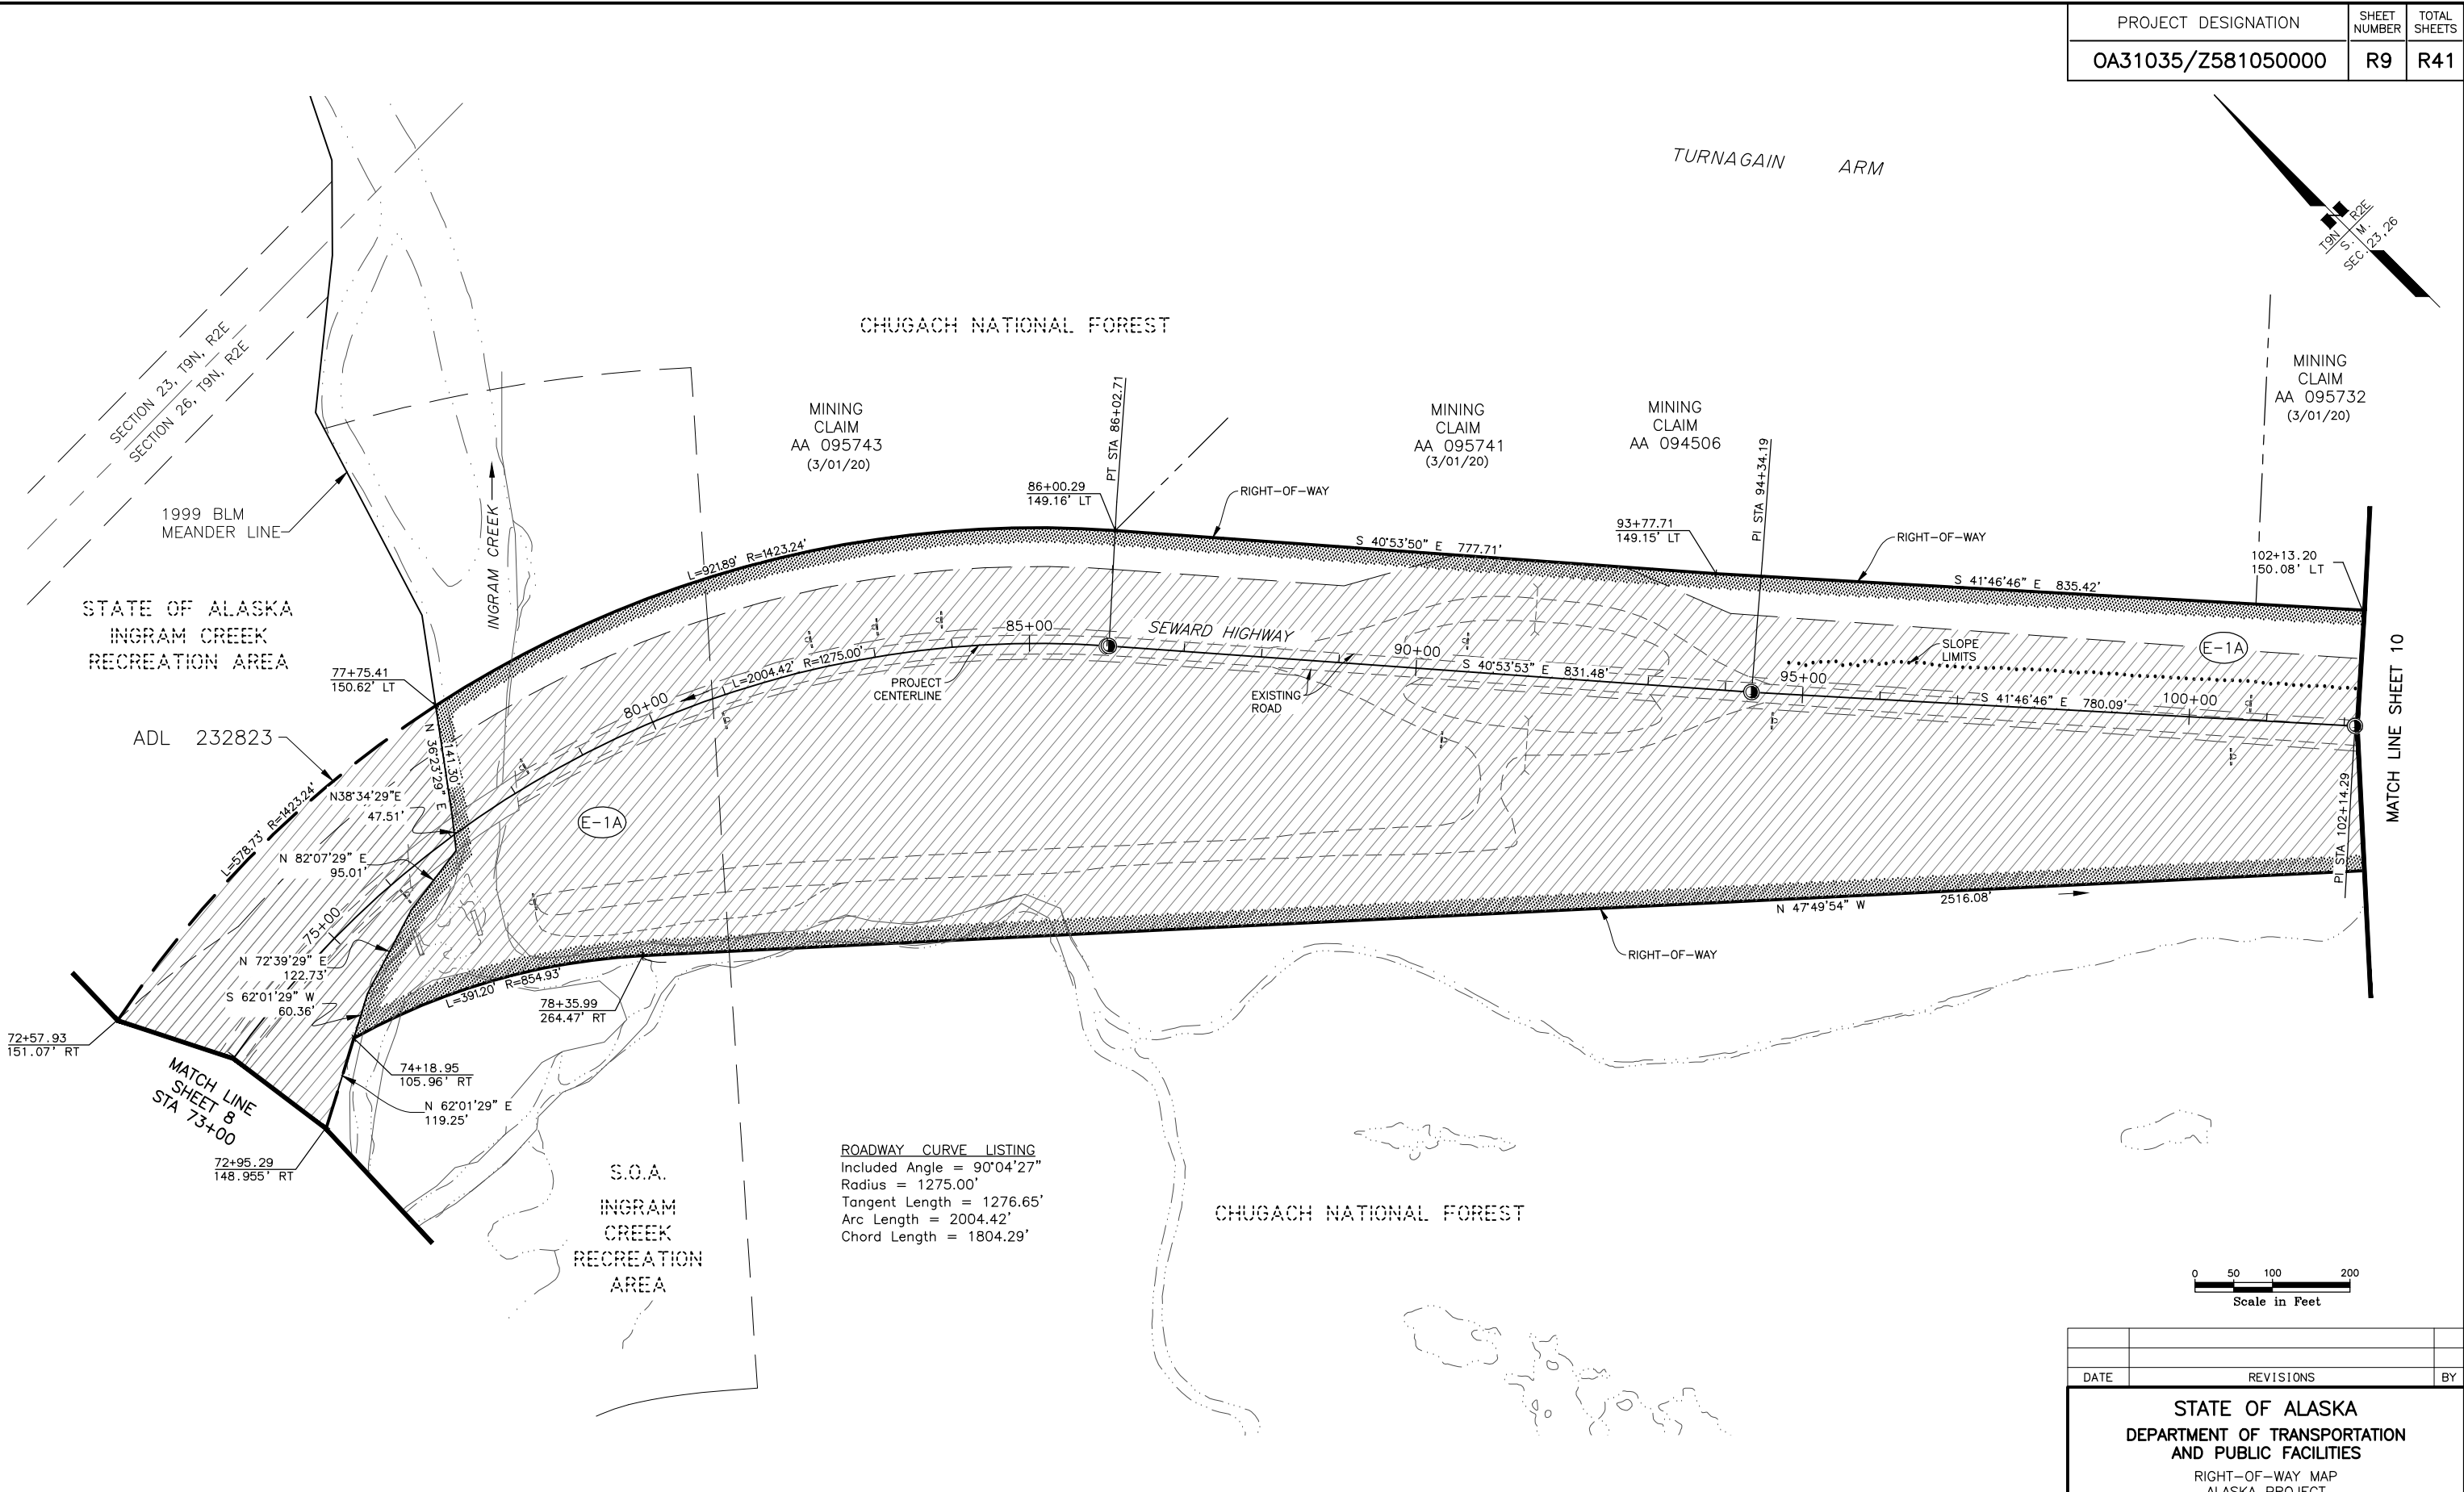 PROJECT DESIGNATION
SHEET NUMBER
TOTAL SHEETS
OA31035/Z581050000
R9
R41
TURNAGAIN ARM
T9N R2E
S. M.
SEC. 23,26
CHUGACH NATIONAL FOREST
SECTION 23, T9N, R2E
SECTION 26, T9N, R2E
1999 BLM
MEANDER LINE
INGRAM CREEK
MINING
CLAIM
AA 095743
(3/01/20)
PT STA 86+02.71
86+00.29
149.16' LT
RIGHT-OF-WAY
MINING
CLAIM
AA 095741
(3/01/20)
MINING
CLAIM
AA 094506
PI STA 94+34.19
93+77.71
149.15' LT
RIGHT-OF-WAY
MINING
CLAIM
AA 095732
(3/01/20)
102+13.20
150.08' LT
S 40°53'50" E 777.71'
S 41°46'46" E 835.42'
L=921.89' R=1423.24'
STATE OF ALASKA
INGRAM CREEK
RECREATION AREA
77+75.41
150.62' LT
ADL 232823
N 36°23'29" E
141.30'
80+00
L=2004.42' R=1275.00'
PROJECT
CENTERLINE
85+00
SEWARD HIGHWAY
EXISTING
ROAD
90+00
S 40°53'53" E 831.48'
95+00
SLOPE
LIMITS
E-1A
S 41°46'46" E 780.09'
100+00
MATCH LINE SHEET 10
PI STA 102+14.29
N38°34'29"E
47.51'
L=578.73' R=1423.24'
E-1A
N 82°07'29" E
95.01'
75+00
N 72°39'29" E
122.73'
S 62°01'29" W
60.36'
L=391.20' R=854.93'
78+35.99
264.47' RT
N 47°49'54" W 2516.08'
RIGHT-OF-WAY
72+57.93
151.07' RT
MATCH LINE
SHEET 8
STA 73+00
74+18.95
105.96' RT
N 62°01'29" E
119.25'
72+95.29
148.955' RT
S.O.A.
INGRAM
CREEK
RECREATION
AREA
ROADWAY CURVE LISTING
Included Angle = 90°04'27"
Radius = 1275.00'
Tangent Length = 1276.65'
Arc Length = 2004.42'
Chord Length = 1804.29'
CHUGACH NATIONAL FOREST
0 50 100 200
Scale in Feet
DATE REVISIONS BY
STATE OF ALASKA
DEPARTMENT OF TRANSPORTATION
AND PUBLIC FACILITIES
RIGHT-OF-WAY MAP
ALASKA PROJECT